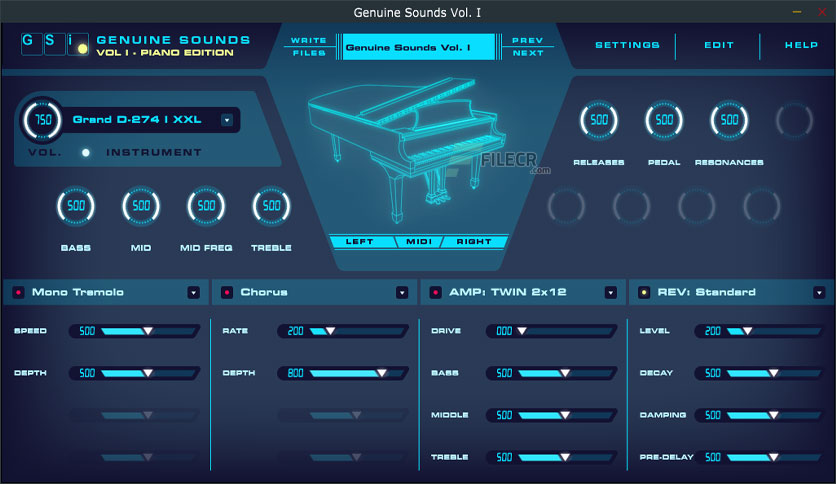 Genuine Sounds Vol. I
GSi.
GENUINE SOUNDS
VOL I - PIANO EDITION
WRITE
FILES
Genuine Sounds Vol. I
PREV
NEXT
SETTINGS
EDIT
HELP
750
Grand D-274 I XXL
VOL.
INSTRUMENT
500
500
500
500
BASS
MID
MID FREQ
TREBLE
FILECR
.com
LEFT
MIDI
RIGHT
500
500
500
RELEASES
PEDAL
RESONANCES
Mono Tremolo
SPEED 500
DEPTH 500
Chorus
RATE 200
DEPTH 800
AMP: TWIN 2x12
DRIVE 000
BASS 500
MIDDLE 500
TREBLE 500
REV: Standard
LEVEL 200
DECAY 500
DAMPING 500
PRE-DELAY 500